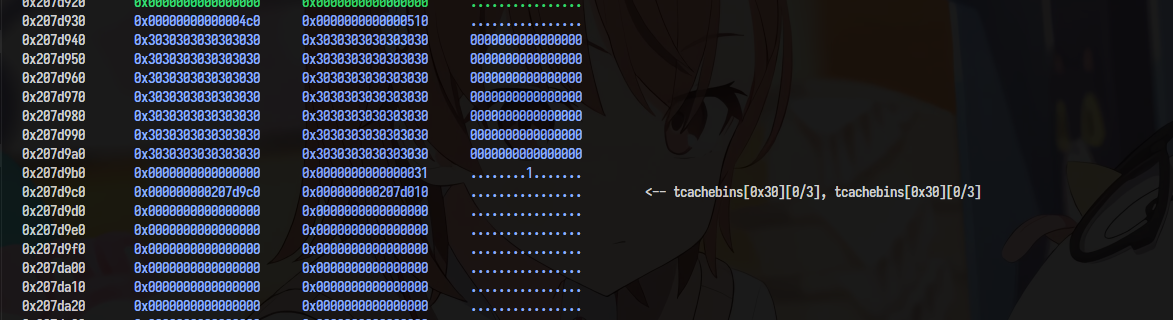 0x207d920 0x0000000000000000 0x0000000000000000 ................
0x207d930 0x00000000000004c0 0x0000000000000510 ................
0x207d940 0x3030303030303030 0x3030303030303030 0000000000000000
0x207d950 0x3030303030303030 0x3030303030303030 0000000000000000
0x207d960 0x3030303030303030 0x3030303030303030 0000000000000000
0x207d970 0x3030303030303030 0x3030303030303030 0000000000000000
0x207d980 0x3030303030303030 0x3030303030303030 0000000000000000
0x207d990 0x3030303030303030 0x3030303030303030 0000000000000000
0x207d9a0 0x3030303030303030 0x3030303030303030 0000000000000000
0x207d9b0 0x0000000000000000 0x0000000000000031 ........1.......
0x207d9c0 0x000000000207d9c0 0x000000000207d010 ................ <-- tcachebins[0x30][0/3], tcachebins[0x30][0/3]
0x207d9d0 0x0000000000000000 0x0000000000000000 ................
0x207d9e0 0x0000000000000000 0x0000000000000000 ................
0x207d9f0 0x0000000000000000 0x0000000000000000 ................
0x207da00 0x0000000000000000 0x0000000000000000 ................
0x207da10 0x0000000000000000 0x0000000000000000 ................
0x207da20 0x0000000000000000 0x0000000000000000 ................